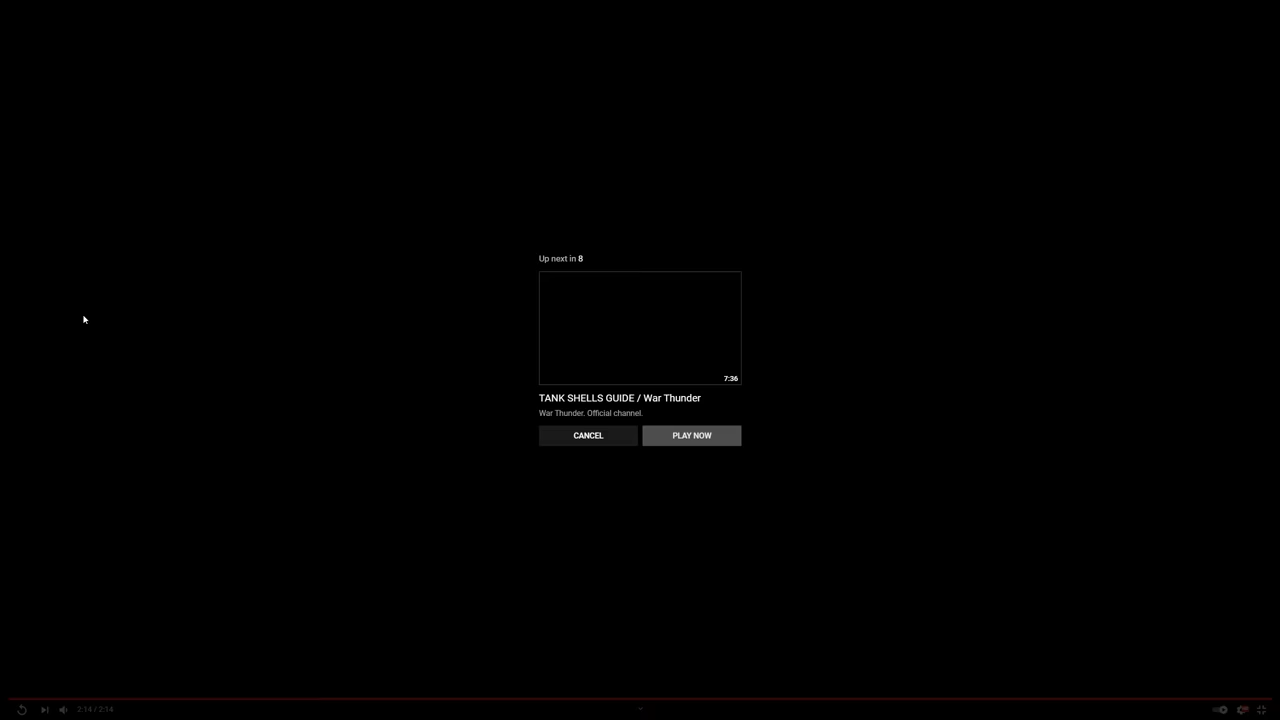 Up next in 8
7:36
TANK SHELLS GUIDE / War Thunder
War Thunder. Official channel.
CANCEL PLAY NOW
2:14 / 2:14